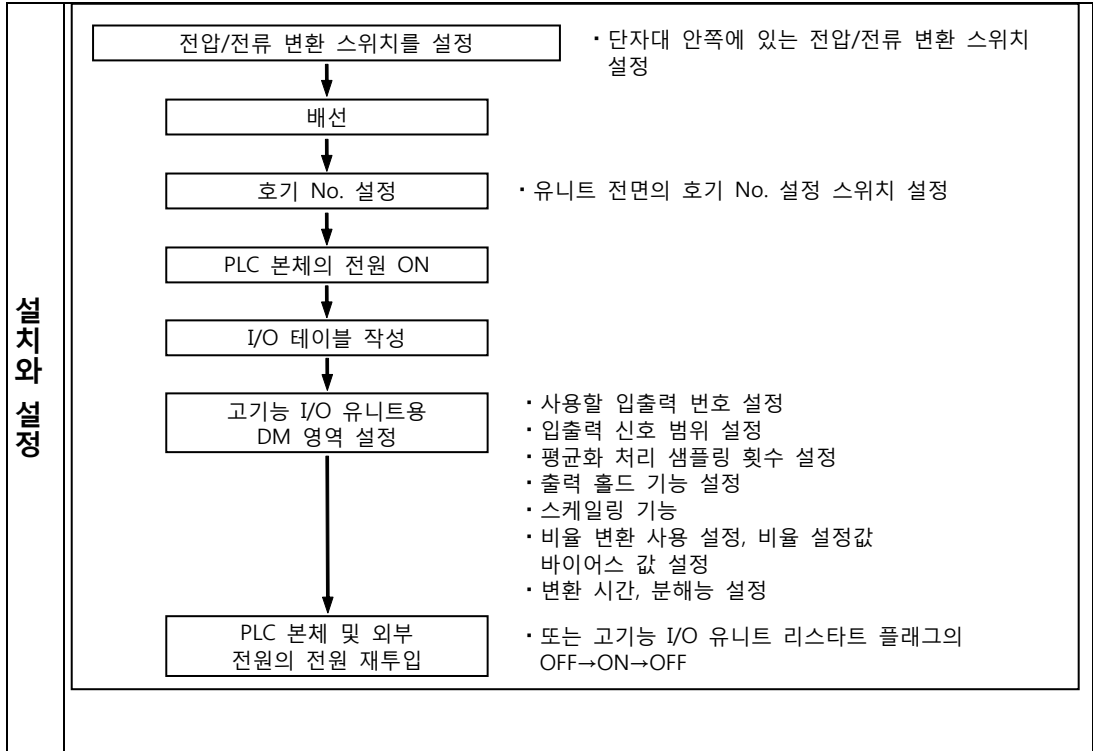 설치와 설정
전압/전류 변환 스위치를 설정
・단자대 안쪽에 있는 전압/전류 변환 스위치
설정
배선
호기 No. 설정
・유니트 전면의 호기 No. 설정 스위치 설정
PLC 본체의 전원 ON
I/O 테이블 작성
고기능 I/O 유니트용
DM 영역 설정
・사용할 입출력 번호 설정
・입출력 신호 범위 설정
・평균화 처리 샘플링 횟수 설정
・출력 홀드 기능 설정
・스케일링 기능
・비율 변환 사용 설정, 비율 설정값
바이어스 값 설정
・변환 시간, 분해능 설정
PLC 본체 및 외부
전원의 전원 재투입
・또는 고기능 I/O 유니트 리스타트 플래그의
OFF→ON→OFF